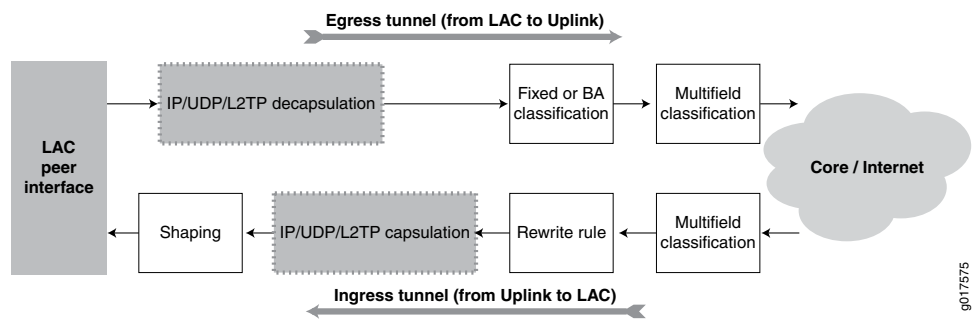 Egress tunnel (from LAC to Uplink)
LAC
peer
interface
IP/UDP/L2TP decapsulation
Fixed or BA
classification
Multifield
classification
Core / Internet
Shaping
IP/UDP/L2TP capsulation
Rewrite rule
Multifield
classification
Ingress tunnel (from Uplink to LAC)
g017575